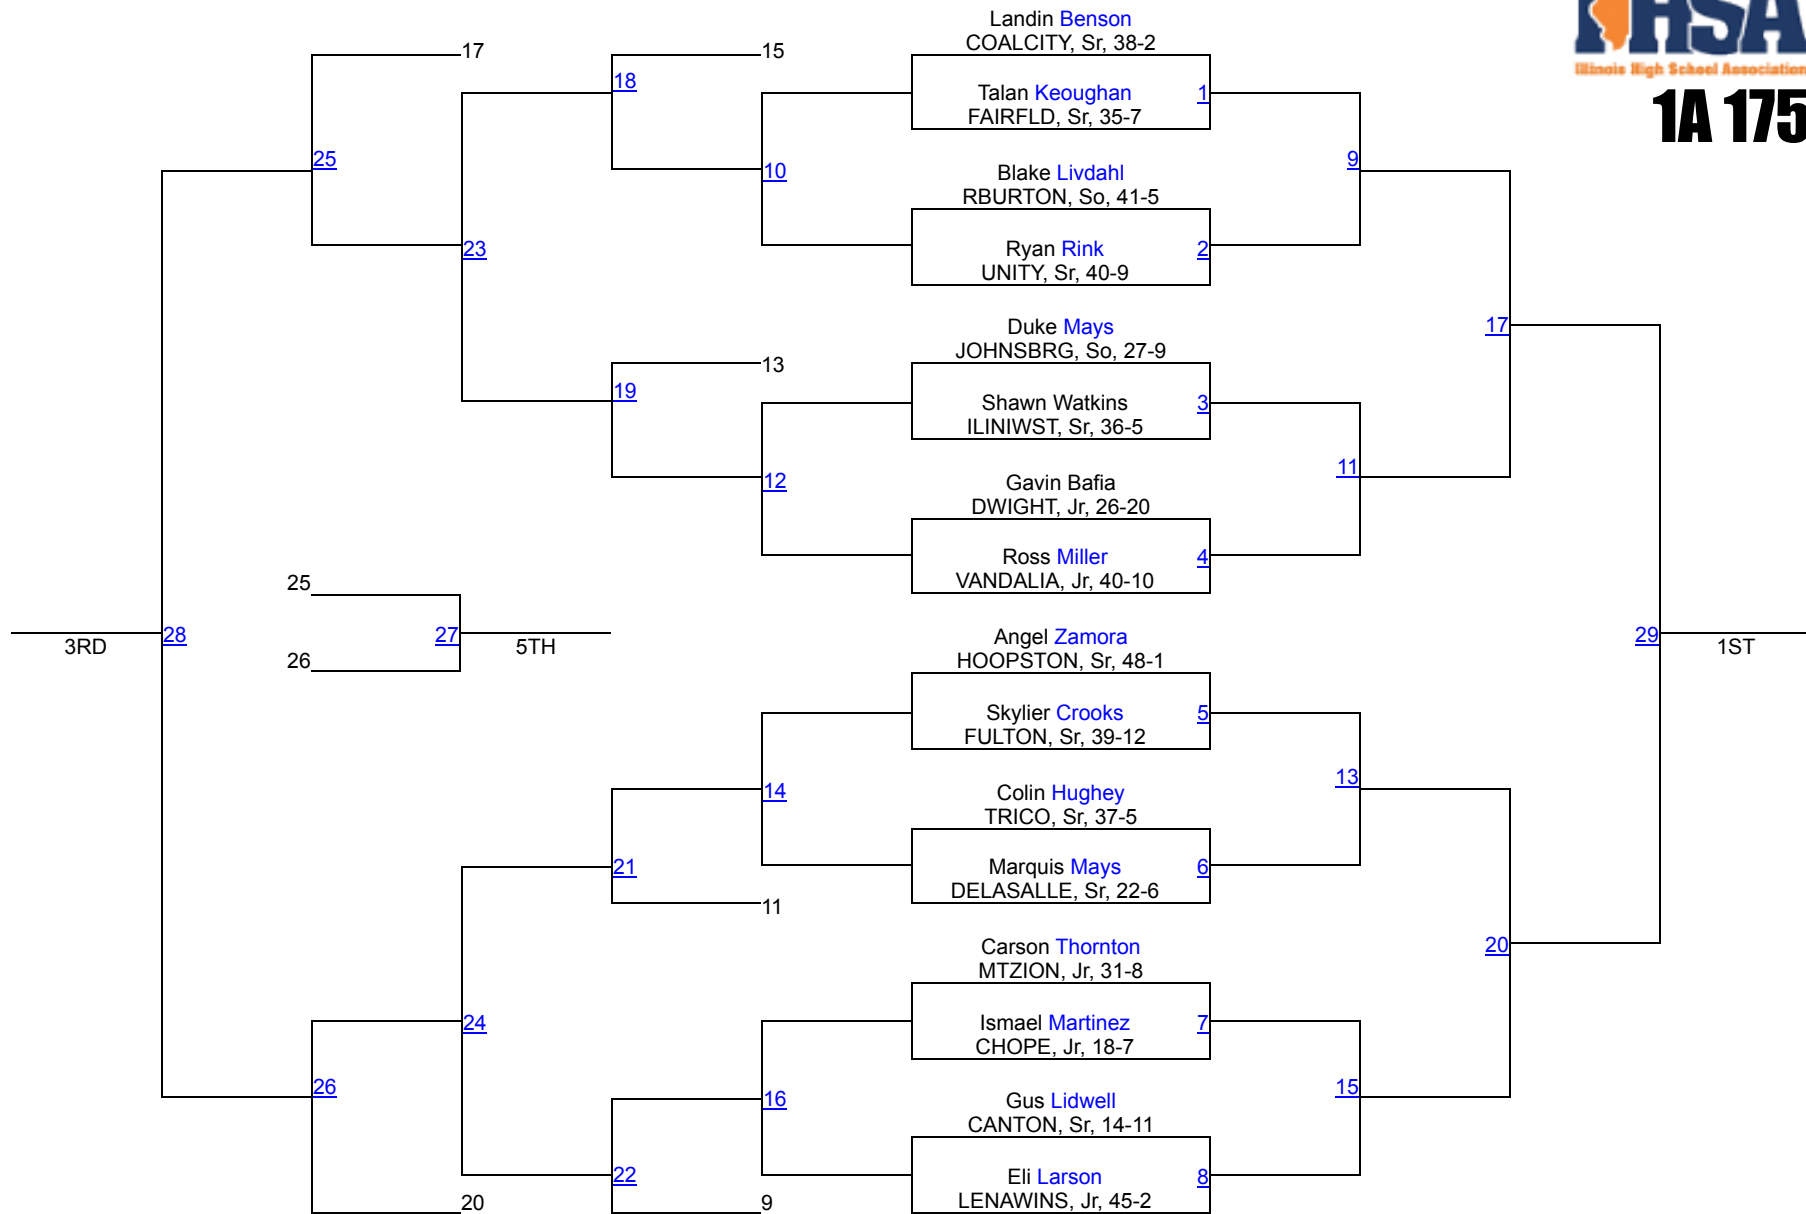 IHSA
Illinois High School Association
1A 175
Landin Benson
COALCITY, Sr, 38-2
17
15
18
Talan Keoughan
1
FAIRFLD, Sr, 35-7
25
10
9
Blake Livdahl
RBURTON, So, 41-5
23
Ryan Rink
2
UNITY, Sr, 40-9
Duke Mays
17
JOHNSBRG, So, 27-9
13
19
Shawn Watkins
3
ILINIWST, Sr, 36-5
12
11
Gavin Bafia
DWIGHT, Jr, 26-20
Ross Miller
4
VANDALIA, Jr, 40-10
25
28
27
29
3RD
5TH
1ST
26
Angel Zamora
HOOPSTON, Sr, 48-1
Skylier Crooks
5
FULTON, Sr, 39-12
14
13
Colin Hughey
TRICO, Sr, 37-5
21
Marquis Mays
6
DELASALLE, Sr, 22-6
11
Carson Thornton
20
MTZION, Jr, 31-8
24
Ismael Martinez
7
CHOPE, Jr, 18-7
26
16
15
Gus Lidwell
CANTON, Sr, 14-11
22
Eli Larson
8
LENAWINS, Jr, 45-2
20
9